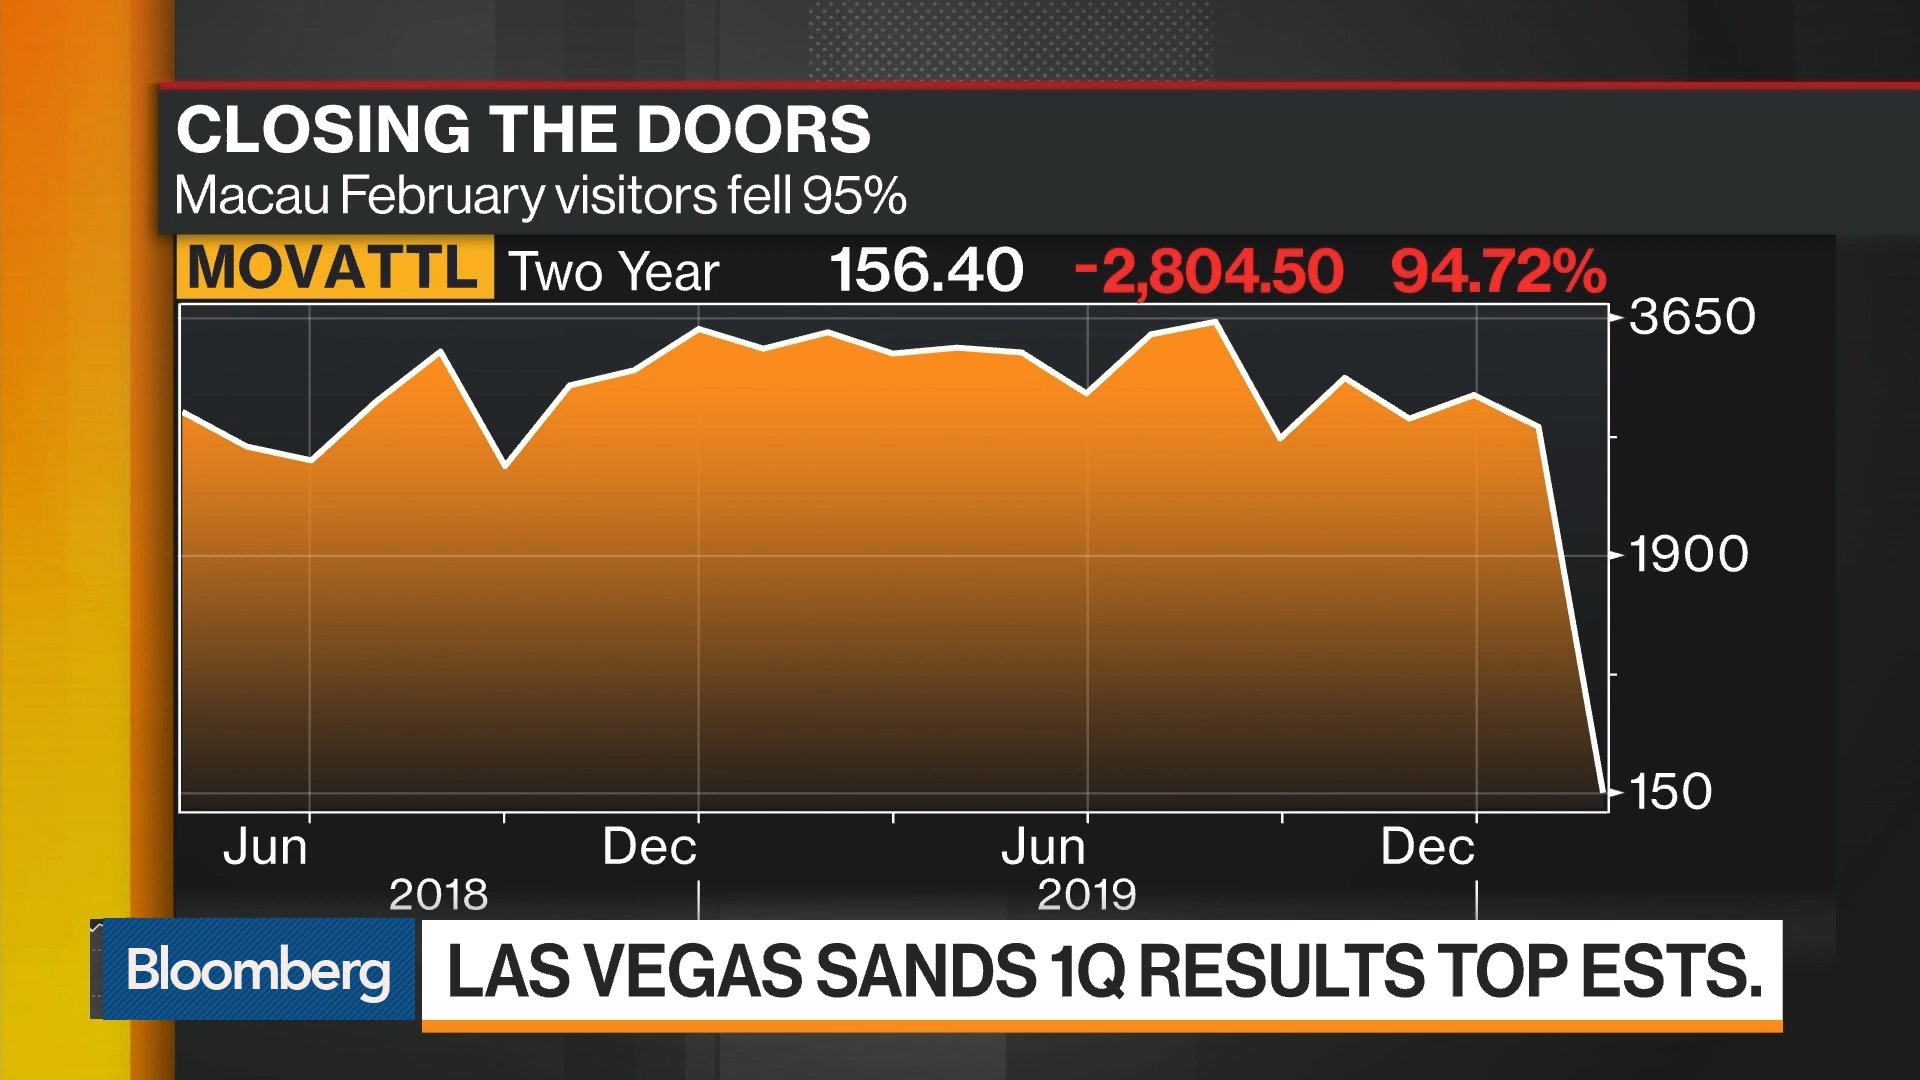 CLOSING THE DOORS
Macau February visitors fell 95%
MOVATTL Two Year 156.40 -2,804.50 94.72%
3650
1900
150
Jun Dec Jun Dec
2018 2019
Bloomberg LAS VEGAS SANDS 1Q RESULTS TOP ESTS.